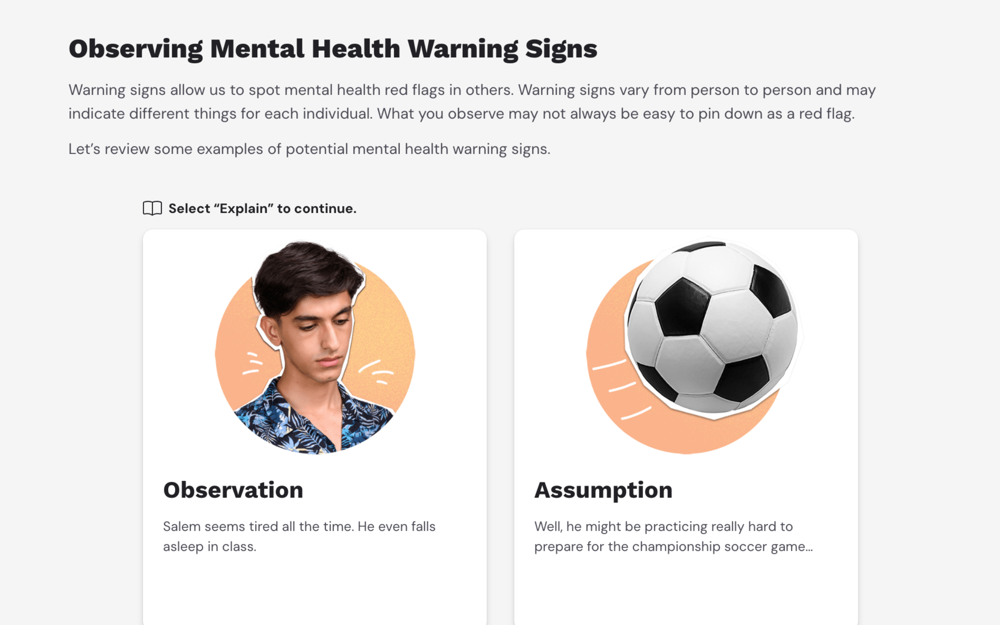 Observing Mental Health Warning Signs
Warning signs allow us to spot mental health red flags in others. Warning signs vary from person to person and may
indicate different things for each individual. What you observe may not always be easy to pin down as a red flag.
Let’s review some examples of potential mental health warning signs.
Select “Explain” to continue.
Observation
Salem seems tired all the time. He even falls
asleep in class.
Assumption
Well, he might be practicing really hard to
prepare for the championship soccer game...